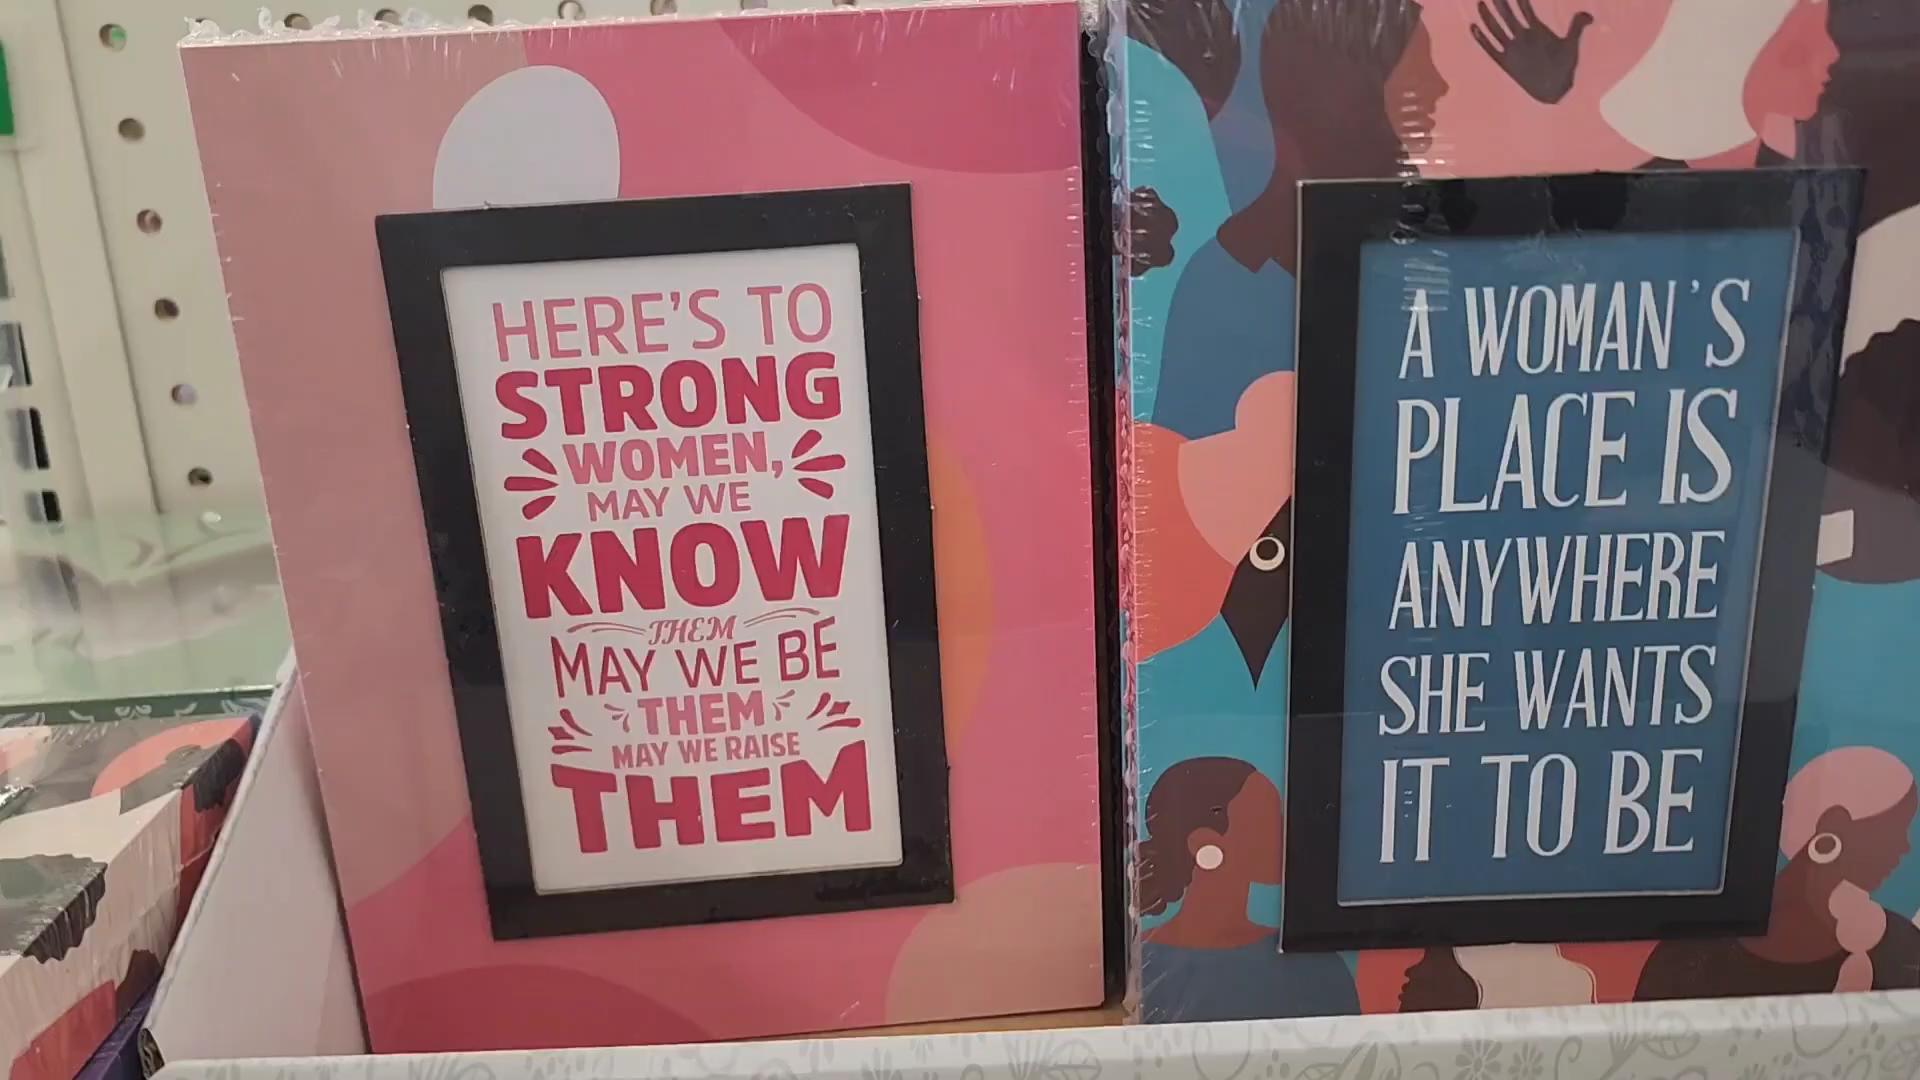 HERE'S TO
STRONG
WOMEN,
MAY WE
KNOW
THEM
MAY WE BE
THEM
MAY WE RAISE
THEM
A WOMAN'S
PLACE IS
ANYWHERE
SHE WANTS
IT TO BE